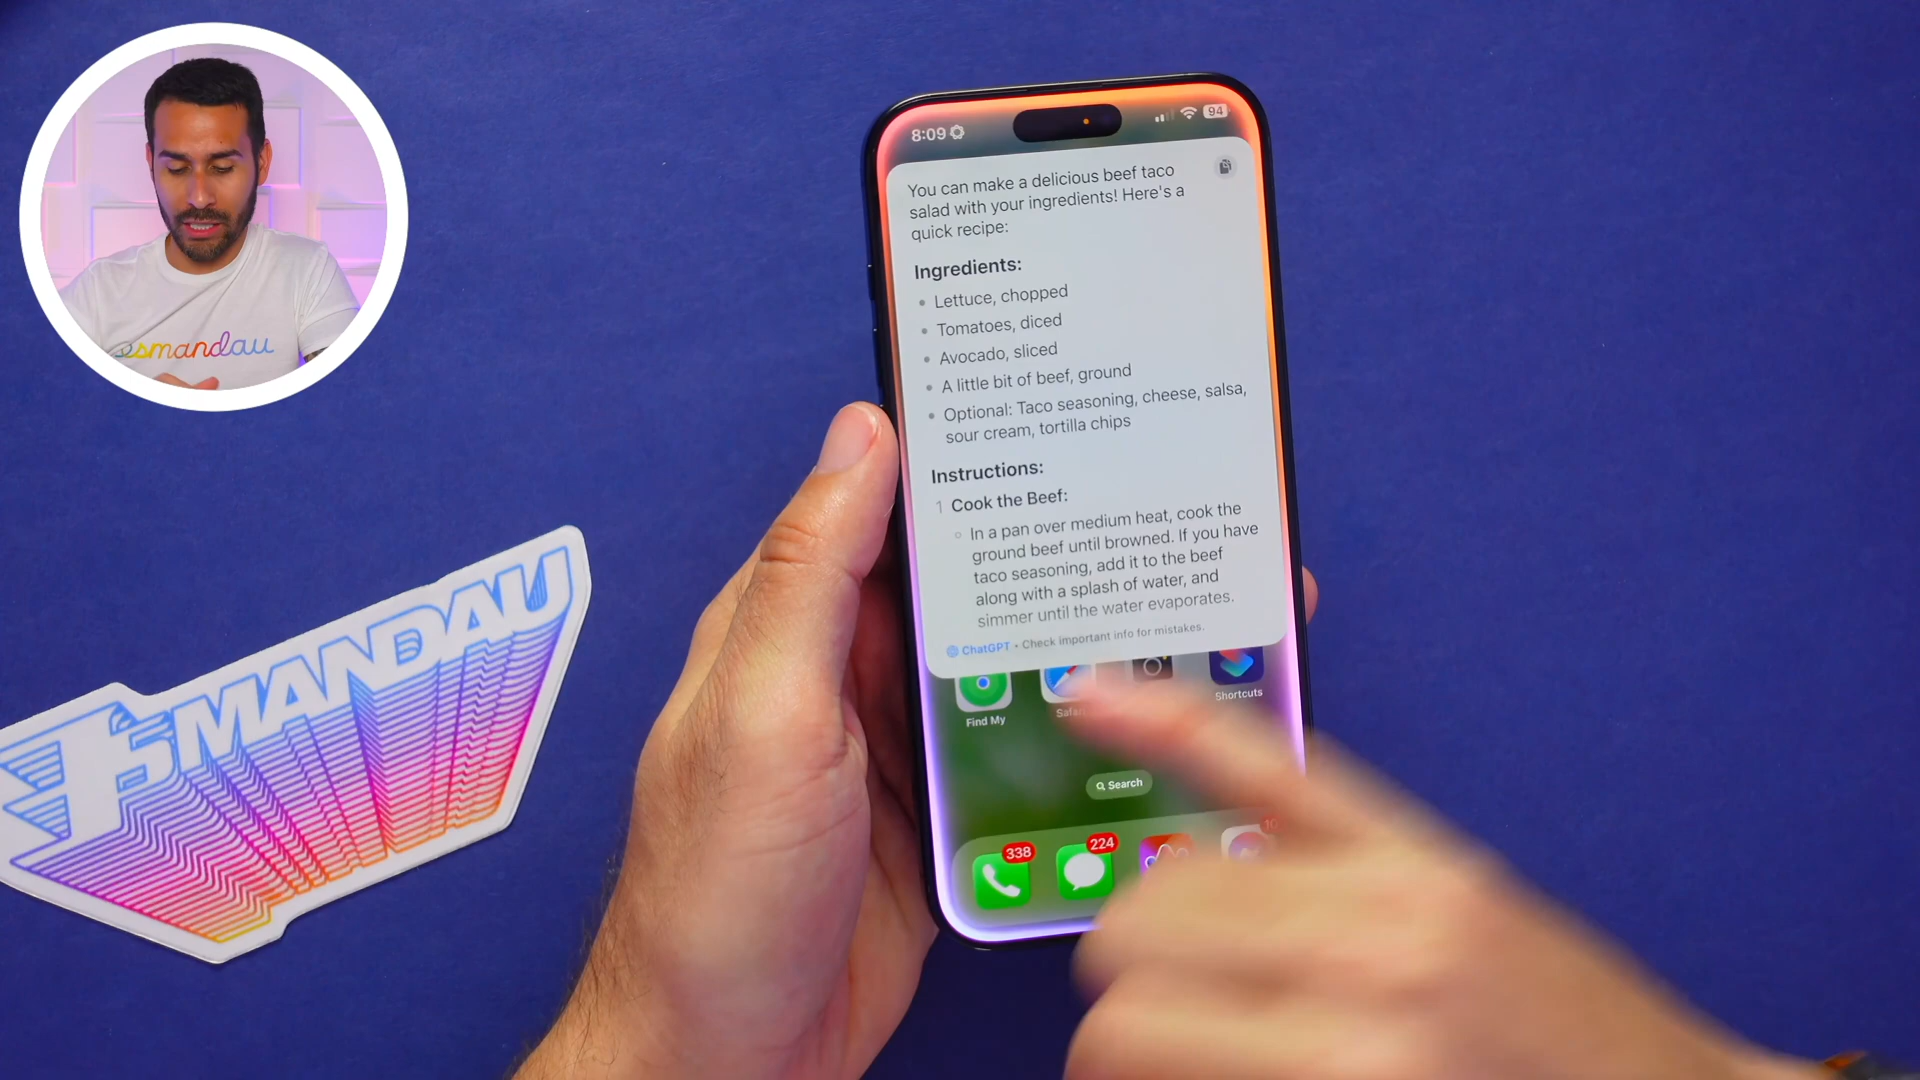 esmandau
SMANDAU
8:09
94
You can make a delicious beef taco
salad with your ingredients! Here's a
quick recipe:
Ingredients:
• Lettuce, chopped
• Tomatoes, diced
• Avocado, sliced
• A little bit of beef, ground
• Optional: Taco seasoning, cheese, salsa,
sour cream, tortilla chips
Instructions:
1 Cook the Beef:
○ In a pan over medium heat, cook the
ground beef until browned. If you have
taco seasoning, add it to the beef
along with a splash of water, and
simmer until the water evaporates.
ChatGPT • Check important info for mistakes.
Find My
Safari
Shortcuts
Search
338
224
10